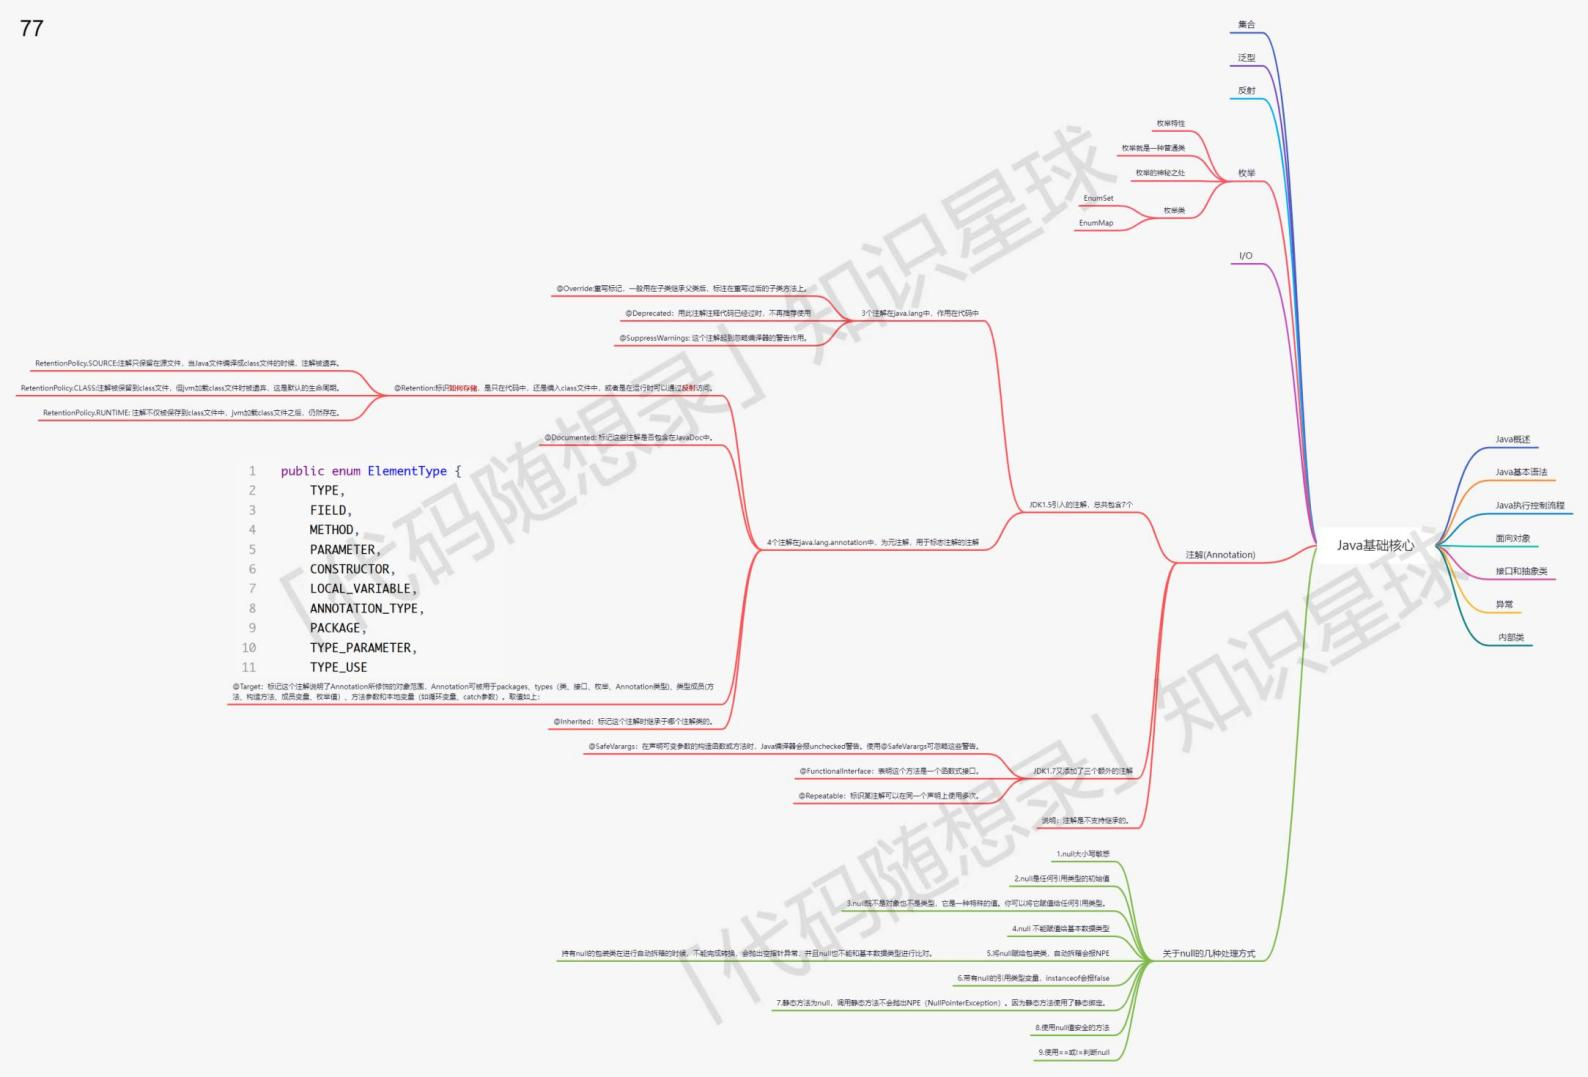 77
集合
泛型
反射
枚举特性
枚举就是一种普通类
枚举的神秘之处
枚举
EnumSet
枚举类
EnumMap
I/O
@Override:重写标记，一般用在子类继承父类后，标注在重写过后的子类方法上。
@Deprecated：用此注解注释代码已经过时，不再推荐使用
3个注解在java.lang中，作用在代码中
@SuppressWarnings: 这个注解起到忽略编译器的警告作用。
RetentionPolicy.SOURCE:注解只保留在源文件，当Java文件编译成class文件的时候，注解被遗弃。
RetentionPolicy.CLASS:注解被保留到class文件，但jvm加载class文件时被遗弃，这是默认的生命周期。
@Retention:标识如何存储，是只在代码中，还是编入class文件中，或者是在运行时可以通过反射访问。
RetentionPolicy.RUNTIME: 注解不仅被保存到class文件中，jvm加载class文件之后，仍然存在。
@Documented: 标记这些注解是否包含在JavaDoc中。
1 public enum ElementType {
2 TYPE,
3 FIELD,
4 METHOD,
5 PARAMETER,
6 CONSTRUCTOR,
7 LOCAL_VARIABLE,
8 ANNOTATION_TYPE,
9 PACKAGE,
10 TYPE_PARAMETER,
11 TYPE_USE
JDK1.5引入的注解，总共包含7个
4个注解在java.lang.annotation中，为元注解，用于标志注解的注解
注解(Annotation)
@Target：标记这个注解说明了Annotation所修饰的对象范围，Annotation可被用于packages、types（类、接口、枚举、Annotation类型)、类型成员(方
法、构造方法、成员变量、枚举值）、方法参数和本地变量（如循环变量、catch参数）。取值如上：
@Inherited：标记这个注解时继承于哪个注解类的。
@SafeVarargs：在声明可变参数的构造函数或方法时，Java编译器会报unchecked警告。使用@SafeVarargs可忽略这些警告。
@FunctionalInterface：表明这个方法是一个函数式接口。
JDK1.7又添加了三个额外的注解
@Repeatable：标识某注解可以在同一个声明上使用多次。
说明：注解是不支持继承的。
1.null大小写敏感
2.null是任何引用类型的初始值
3.null既不是对象也不是类型，它是一种特殊的值。你可以将它赋值给任何引用类型。
4.null 不能赋值给基本数据类型
持有null的包装类在进行自动拆箱的时候，不能完成转换，会抛出空指针异常，并且null也不能和基本数据类型进行比对。
5.将null赋给包装类，自动拆箱会报NPE
关于null的几种处理方式
6.带有null的引用类型变量，instanceof会报false
7.静态方法为null，调用静态方法不会抛出NPE（NullPointerException）。因为静态方法使用了静态绑定。
8.使用null值安全的方法
9.使用==或!=判断null
Java基础核心
Java概述
Java基本语法
Java执行控制流程
面向对象
接口和抽象类
异常
内部类
「代码随想录」知识星球
「代码随想录」知识星球